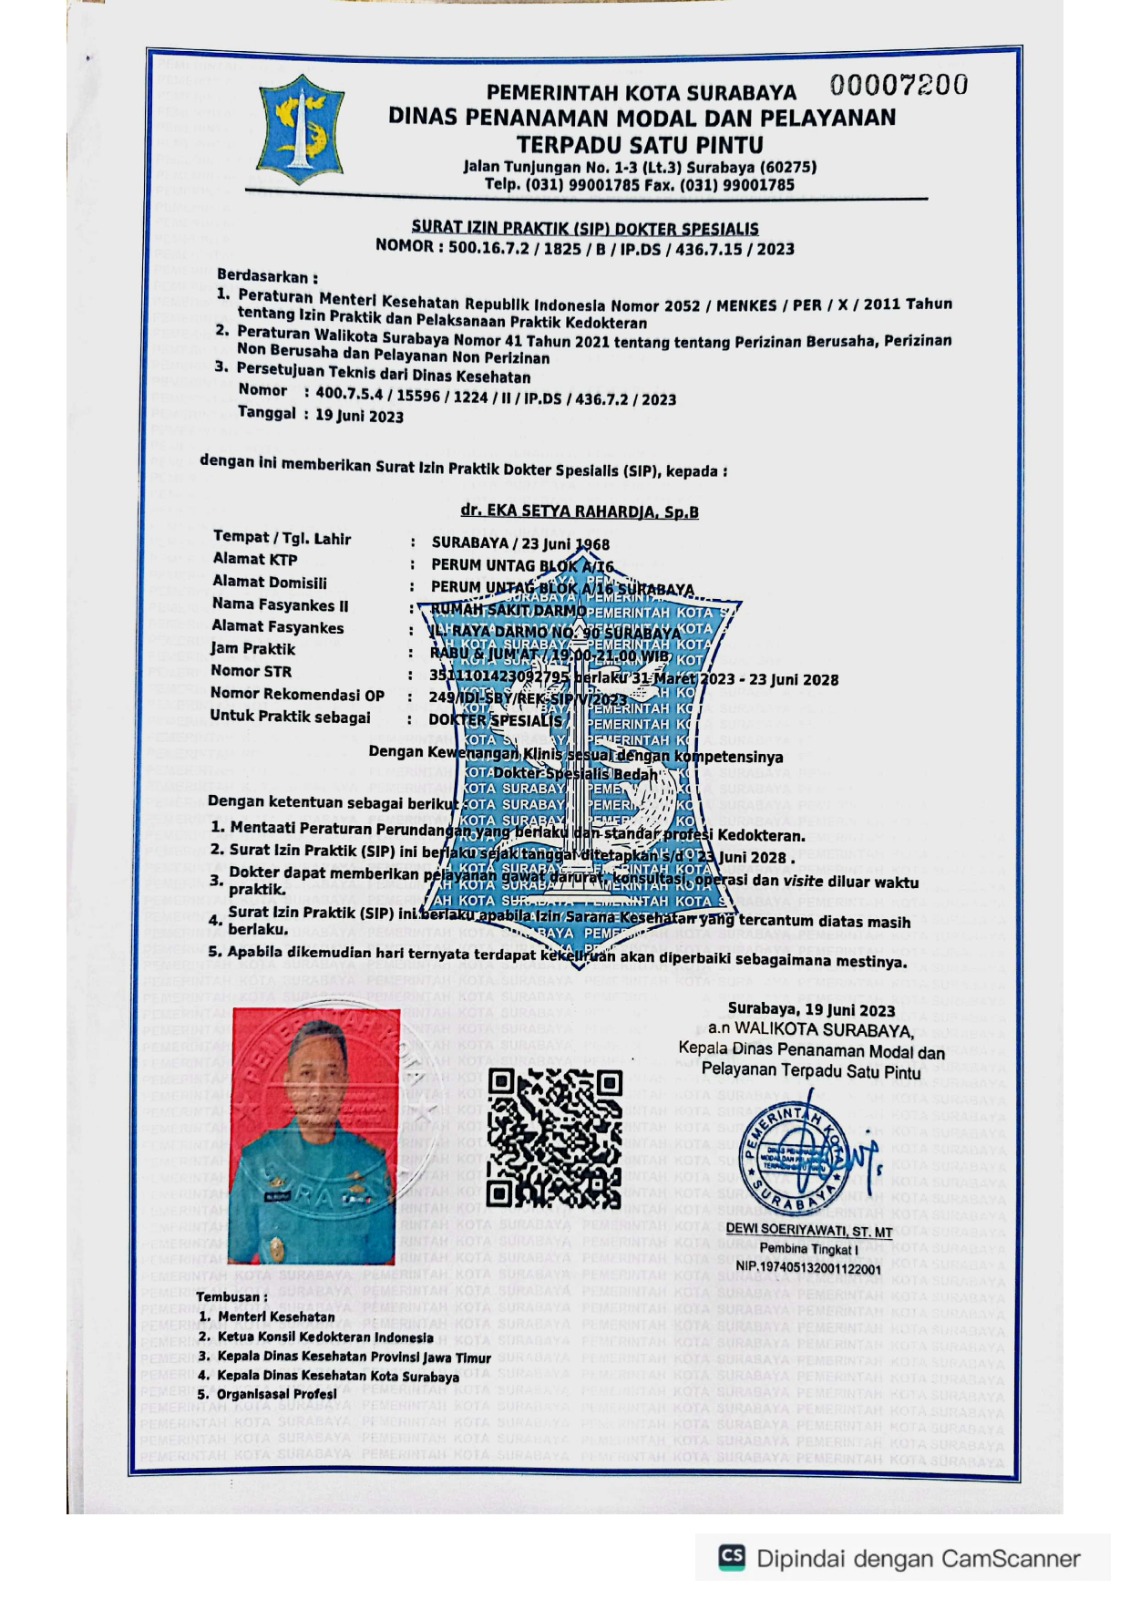 00007200
PEMERINTAH KOTA SURABAYA
DINAS PENANAMAN MODAL DAN PELAYANAN
TERPADU SATU PINTU
Jalan Tunjungan No. 1-3 (Lt.3) Surabaya (60275)
Telp. (031) 99001785 Fax. (031) 99001785
SURAT IZIN PRAKTIK (SIP) DOKTER SPESIALIS
NOMOR : 500.16.7.2 / 1825 / B / IP.DS / 436.7.15 / 2023
Berdasarkan :
1. Peraturan Menteri Kesehatan Republik Indonesia Nomor 2052 / MENKES / PER / X / 2011 Tahun
tentang Izin Praktik dan Pelaksanaan Praktik Kedokteran
2. Peraturan Walikota Surabaya Nomor 41 Tahun 2021 tentang tentang Perizinan Berusaha, Perizinan
Non Berusaha dan Pelayanan Non Perizinan
3. Persetujuan Teknis dari Dinas Kesehatan
Nomor : 400.7.5.4 / 15596 / 1224 / II / IP.DS / 436.7.2 / 2023
Tanggal : 19 Juni 2023
dengan ini memberikan Surat Izin Praktik Dokter Spesialis (SIP), kepada :
dr. EKA SETYA RAHARDJA, Sp.B
Tempat / Tgl. Lahir : SURABAYA / 23 Juni 1968
Alamat KTP : PERUM UNTAG BLOK A/16
Alamat Domisili : PERUM UNTAG BLOK A/16 SURABAYA
Nama Fasyankes II : RUMAH SAKIT DARMO
Alamat Fasyankes : JL. RAYA DARMO NO. 90 SURABAYA
Jam Praktik : RABU & JUM'AT / 19.00-21.00 WIB
Nomor STR : 3511101423092795 berlaku 31 Maret 2023 - 23 Juni 2028
Nomor Rekomendasi OP : 249/IDI-SBY/REK-SIP/V/2023
Untuk Praktik sebagai : DOKTER SPESIALIS
Dengan Kewenangan Klinis sesuai dengan kompetensinya
Dokter Spesialis Bedah
Dengan ketentuan sebagai berikut :
1. Mentaati Peraturan Perundangan yang berlaku dan standar profesi Kedokteran.
2. Surat Izin Praktik (SIP) ini berlaku sejak tanggal ditetapkan s/d : 23 Juni 2028 .
3. Dokter dapat memberikan pelayanan gawat darurat, konsultasi, operasi dan visite diluar waktu
praktik.
4. Surat Izin Praktik (SIP) ini berlaku apabila Izin Sarana Kesehatan yang tercantum diatas masih
berlaku.
5. Apabila dikemudian hari ternyata terdapat kekeliruan akan diperbaiki sebagaimana mestinya.
Surabaya, 19 Juni 2023
a.n WALIKOTA SURABAYA,
Kepala Dinas Penanaman Modal dan
Pelayanan Terpadu Satu Pintu
PEMERINTAH KOTA
SURABAYA
DEWI SOERIYAWATI, ST. MT
Pembina Tingkat I
NIP.197405132001122001
Tembusan :
1. Menteri Kesehatan
2. Ketua Konsil Kedokteran Indonesia
3. Kepala Dinas Kesehatan Provinsi Jawa Timur
4. Kepala Dinas Kesehatan Kota Surabaya
5. Organisasai Profesi
CS Dipindai dengan CamScanner